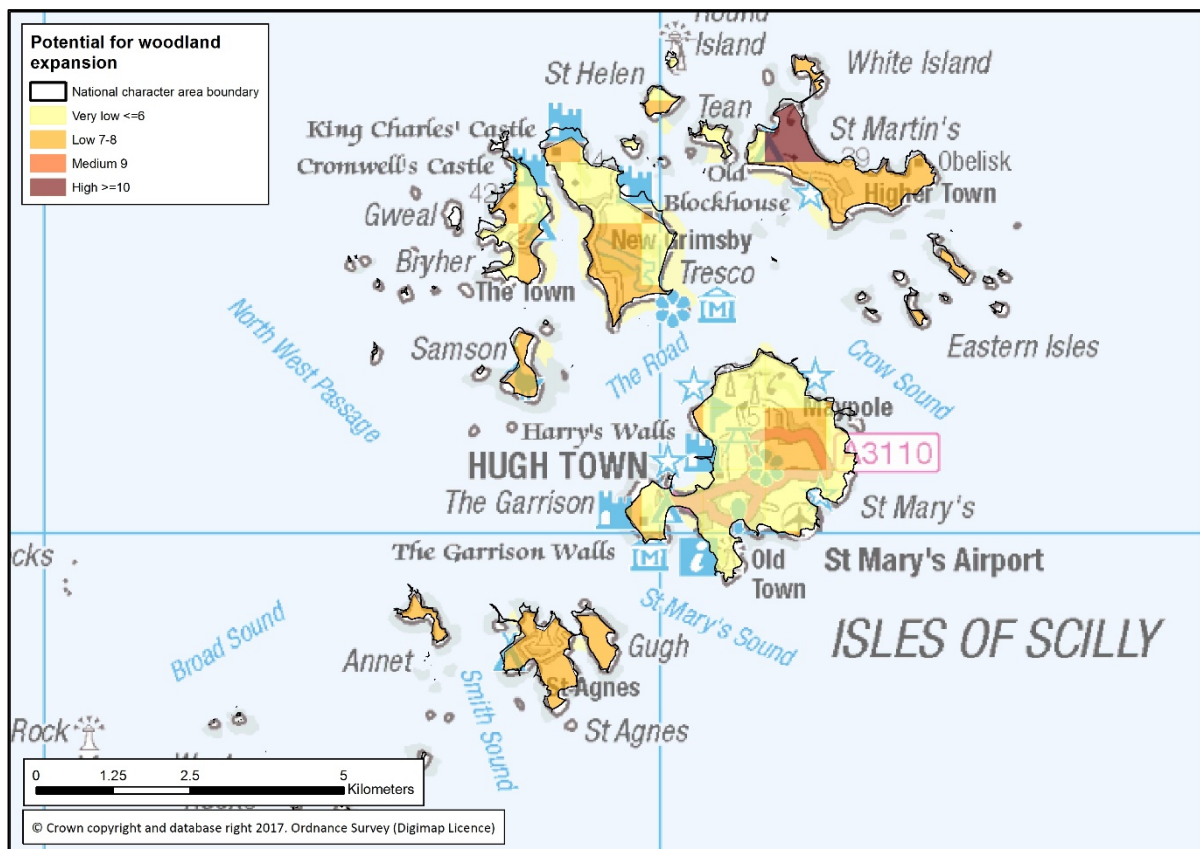 Potential for woodland
expansion
National character area boundary
Very low <=6
Low 7-8
Medium 9
High >=10
Round
Island
White Island
St Helen
Tean
King Charles' Castle
St Martin's
39
Obelisk
Cromwell's Castle
Old
Blockhouse
Higher Town
42
Gweal
New Grimsby
Bryher
Tresco
The Town
M
Eastern Isles
North West Passage
Samson
The Road
Crow Sound
Maypole
Harry's Walls
A3110
HUGH TOWN
The Garrison
St Mary's
The Garrison Walls
M
i
Old
Town
St Mary's Airport
cks
Broad Sound
St Mary's Sound
ISLES OF SCILLY
Annet
Gugh
Smith Sound
St Agnes
St Agnes
Rock
0 1.25 2.5 5
Kilometers
© Crown copyright and database right 2017. Ordnance Survey (Digimap Licence)